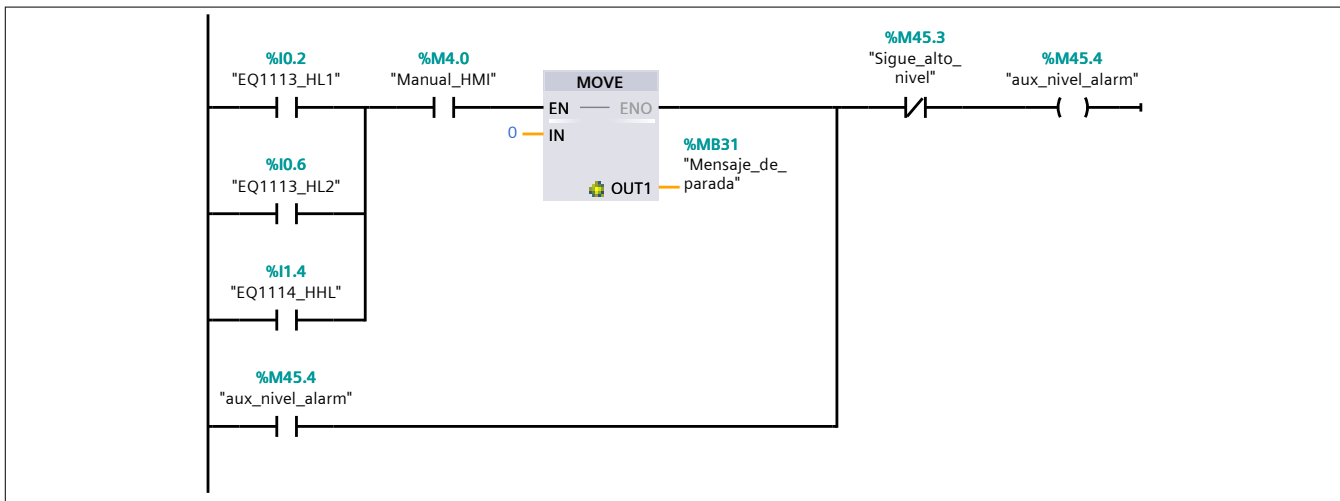 %I0.2
"EQ1113_HL1"
%M4.0
"Manual_HMI"
MOVE
EN
ENO
0
IN
%MB31
"Mensaje_de_
parada"
OUT1
%M45.3
"Sigue_alto_
nivel"
%M45.4
"aux_nivel_alarm"
%I0.6
"EQ1113_HL2"
%I1.4
"EQ1114_HHL"
%M45.4
"aux_nivel_alarm"